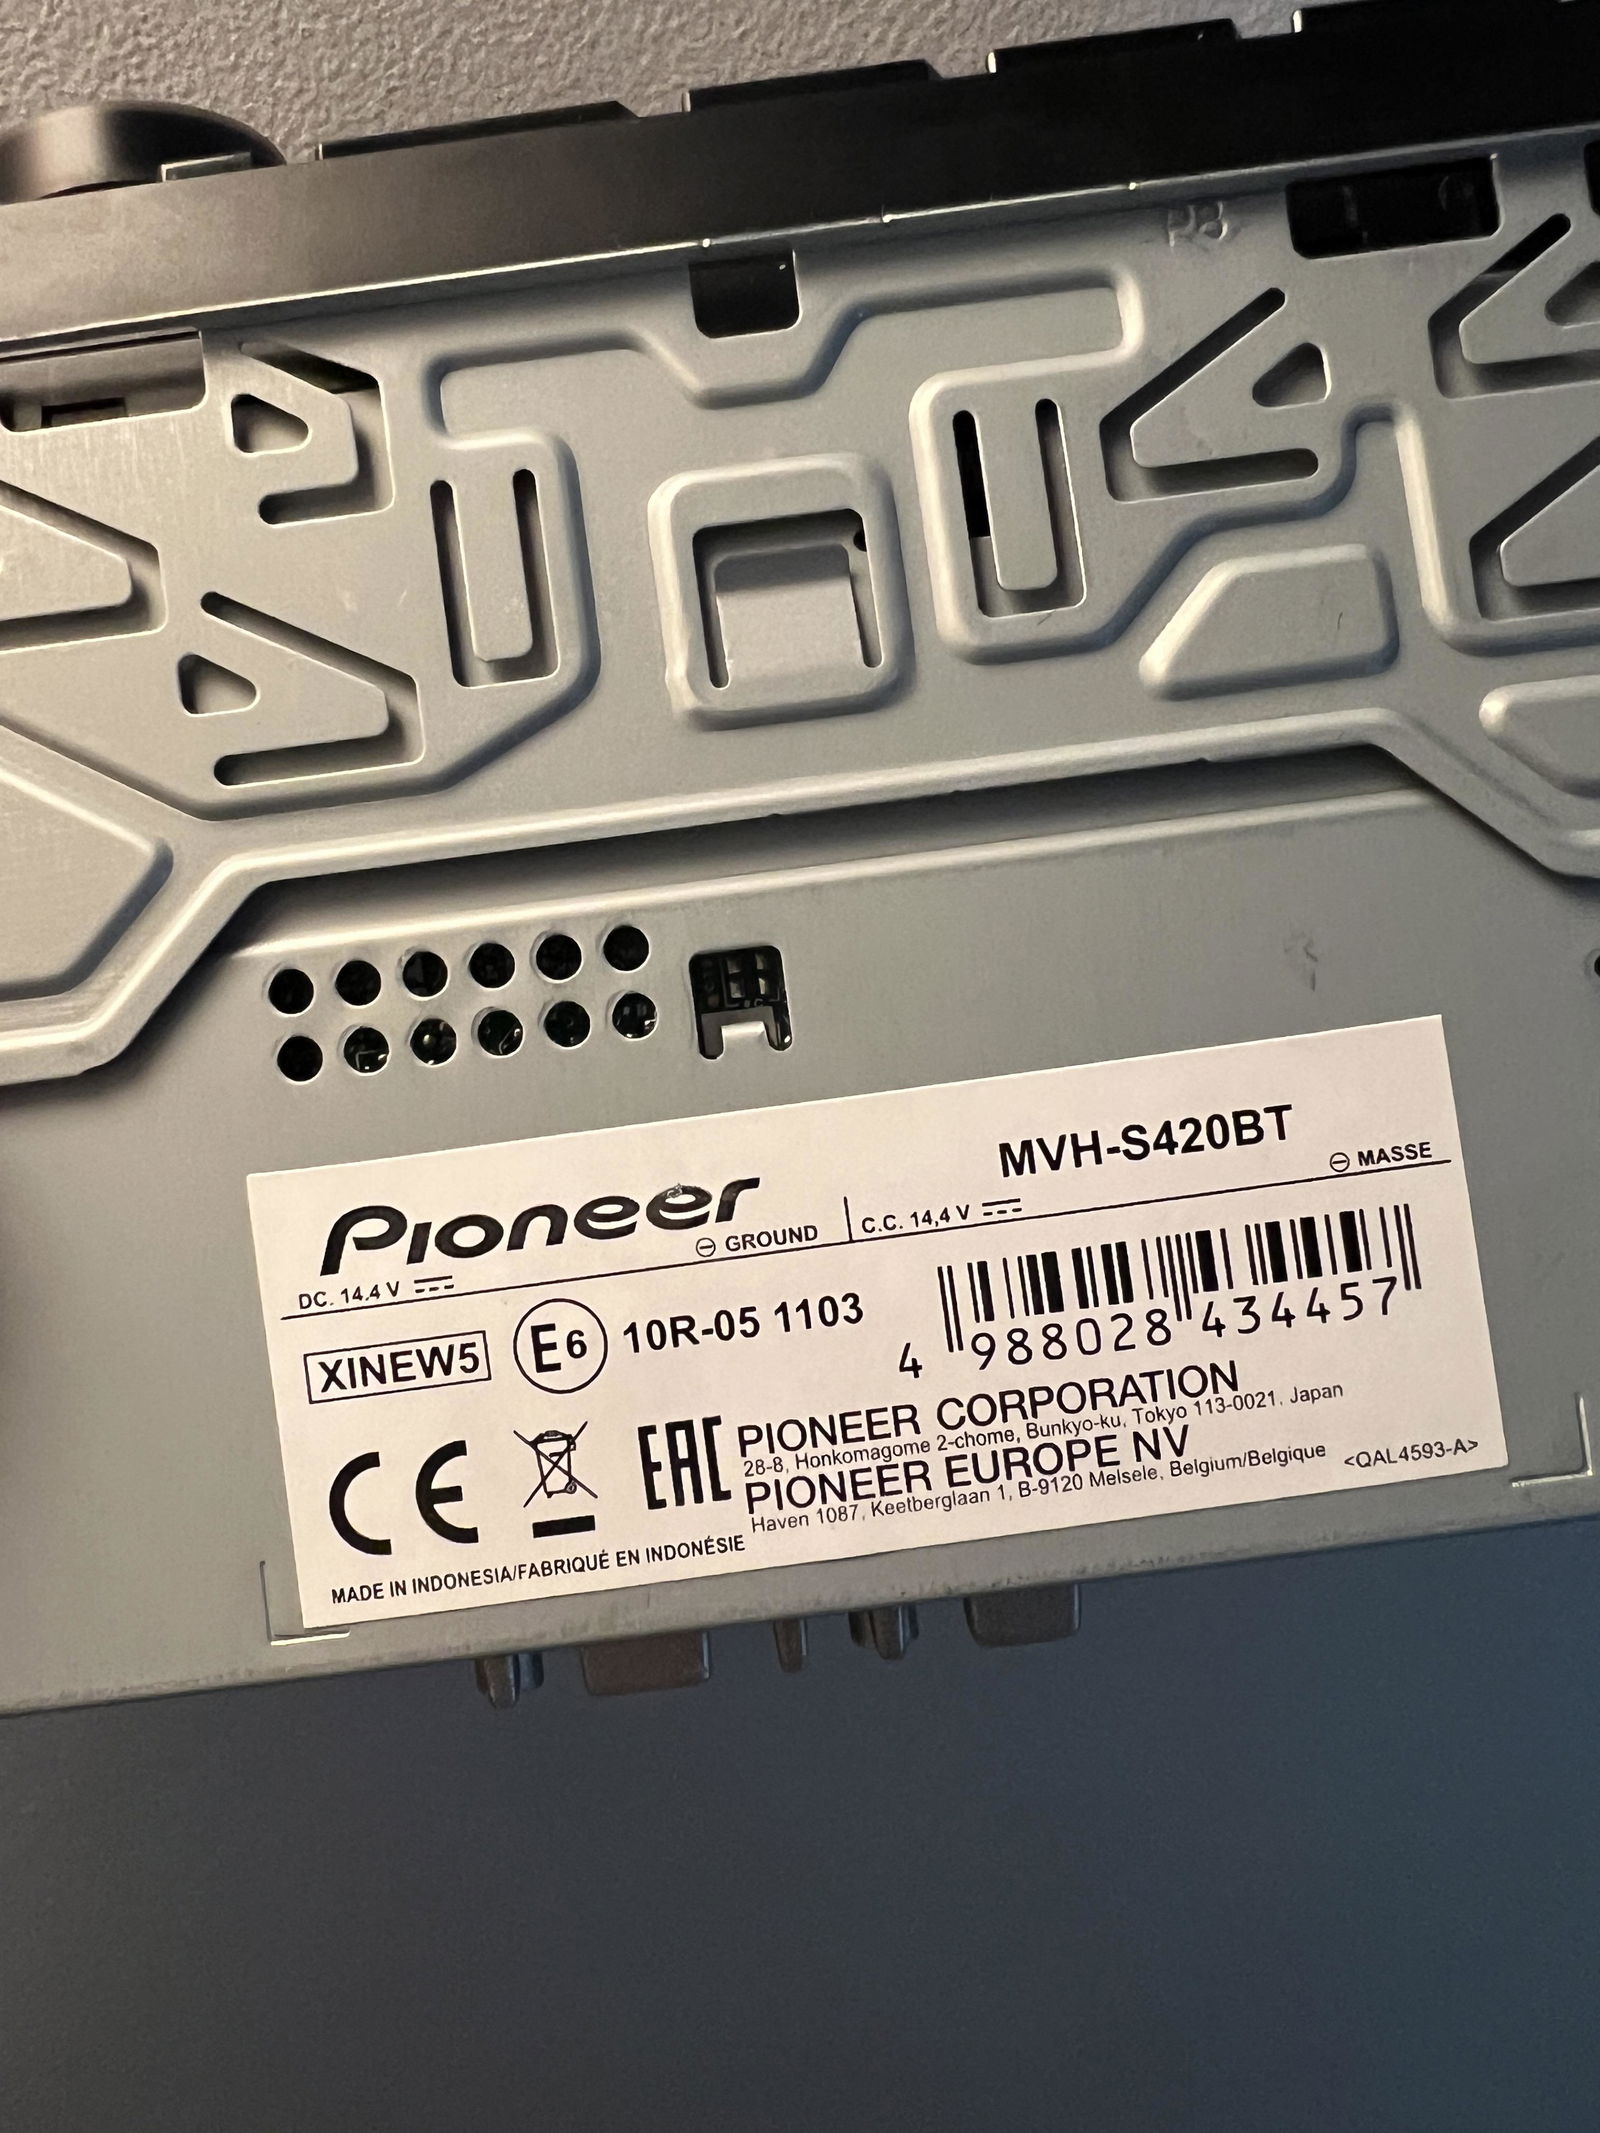 P3
Pioneer
MVH-S420BT
DC. 14.4 V ⎓ ⊖ GROUND
C.C. 14,4 V ⎓ ⊖ MASSE
XINEW5
E6
10R-05 1103
4 988028 434457
CE
EAC
PIONEER CORPORATION
28-8, Honkomagome 2-chome, Bunkyo-ku, Tokyo 113-0021, Japan
PIONEER EUROPE NV
Haven 1087, Keetberglaan 1, B-9120 Melsele, Belgium/Belgique
<QAL4593-A>
MADE IN INDONESIA/FABRIQUÉ EN INDONÉSIE